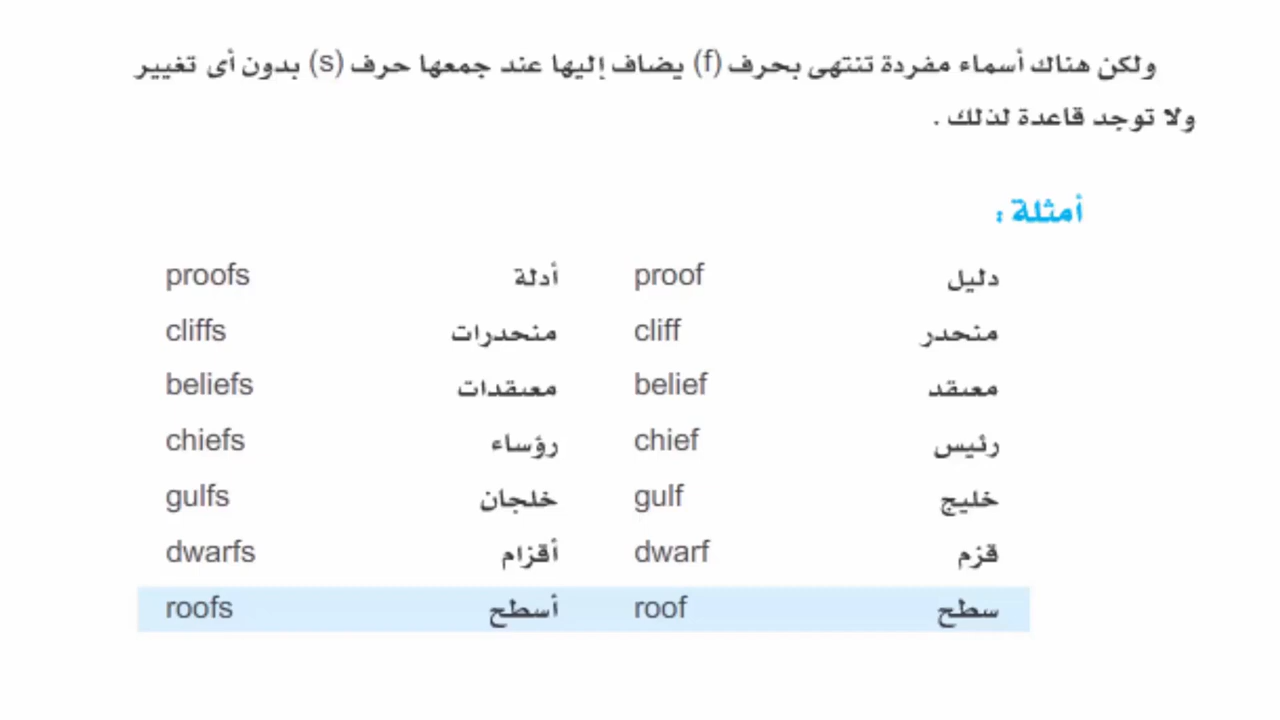 ولكن هناك أسماء مفردة تنتهى بحرف (f) يضاف إليها عند جمعها حرف (s) بدون أى تغيير
ولا توجد قاعدة لذلك .
أمثلة :
دليل proof أدلة proofs
منحدر cliff منحدرات cliffs
معتقد belief معتقدات beliefs
رئيس chief رؤساء chiefs
خليج gulf خلجان gulfs
قزم dwarf أقزام dwarfs
سطح roof أسطح roofs